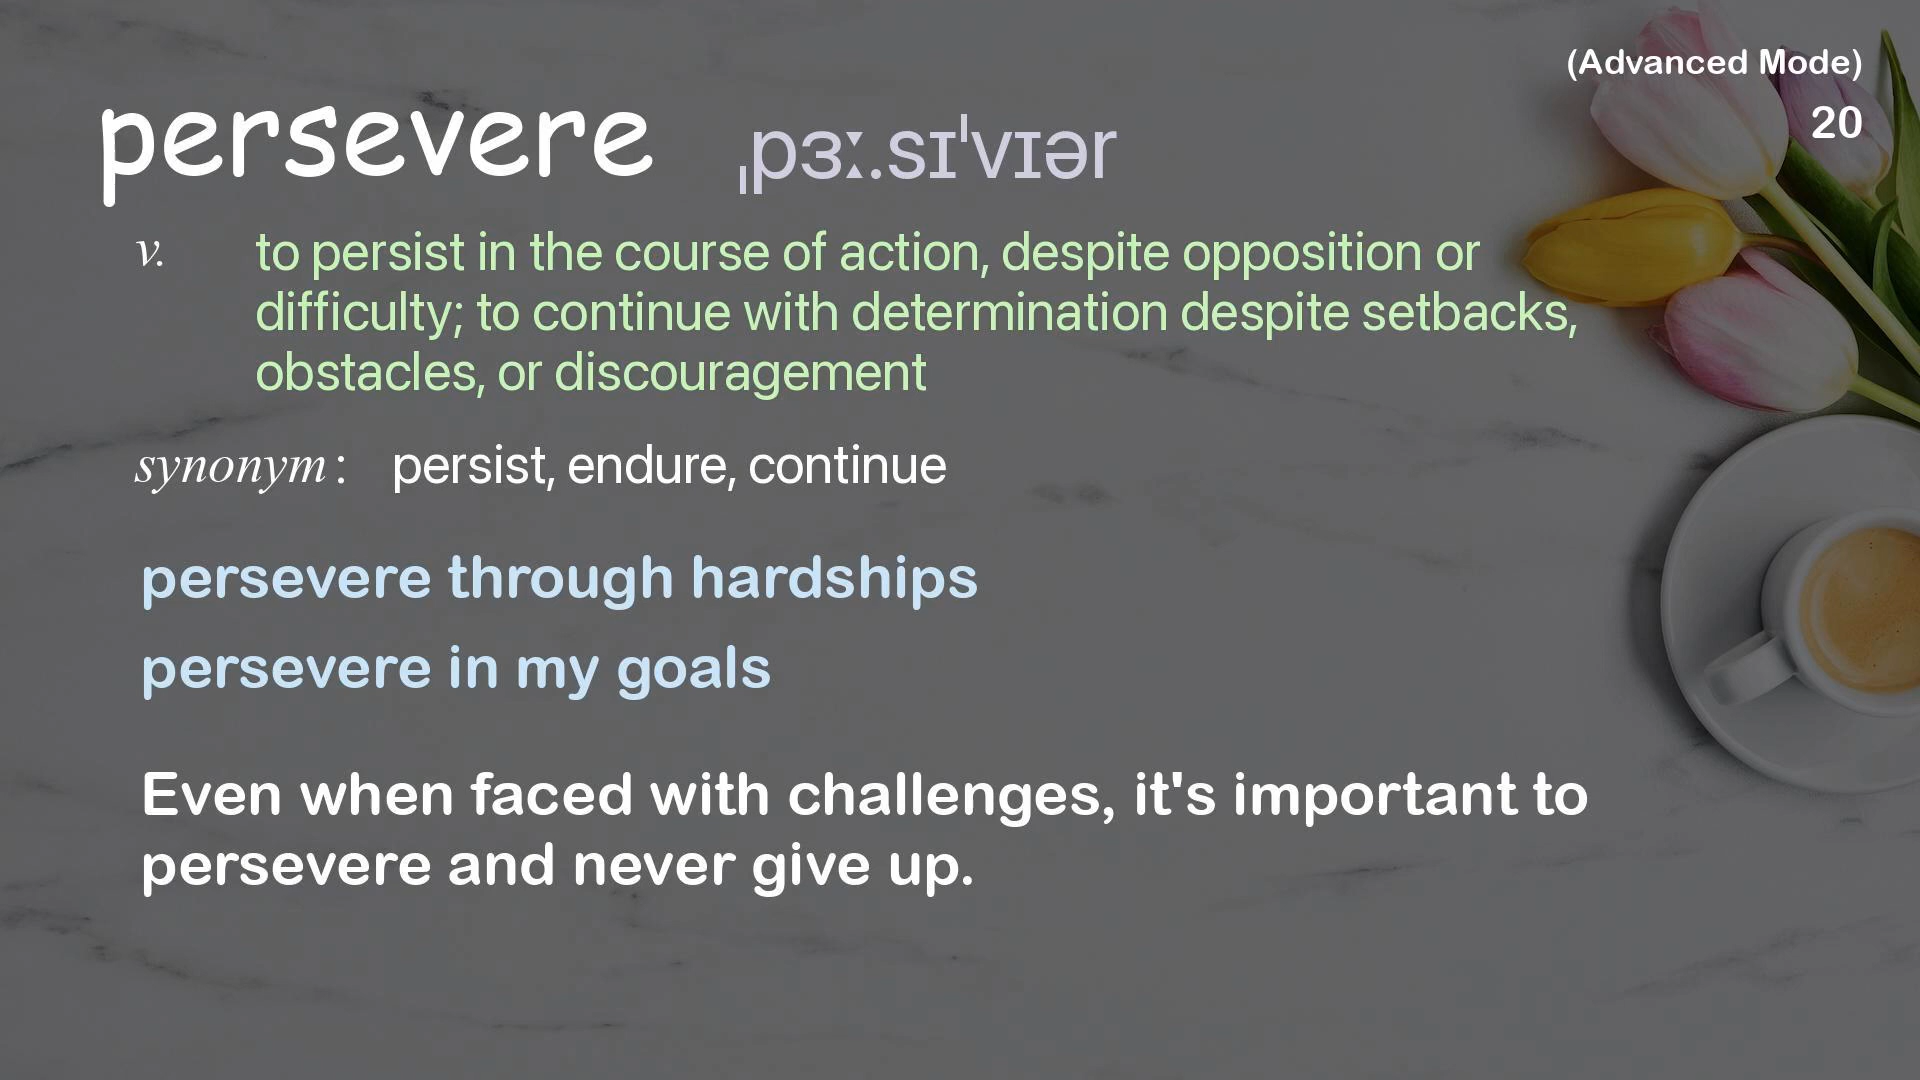 (Advanced Mode)
20
persevere ˌpɜː.sɪˈvɪər
v. to persist in the course of action, despite opposition or
difficulty; to continue with determination despite setbacks,
obstacles, or discouragement
synonym: persist, endure, continue
persevere through hardships
persevere in my goals
Even when faced with challenges, it's important to
persevere and never give up.